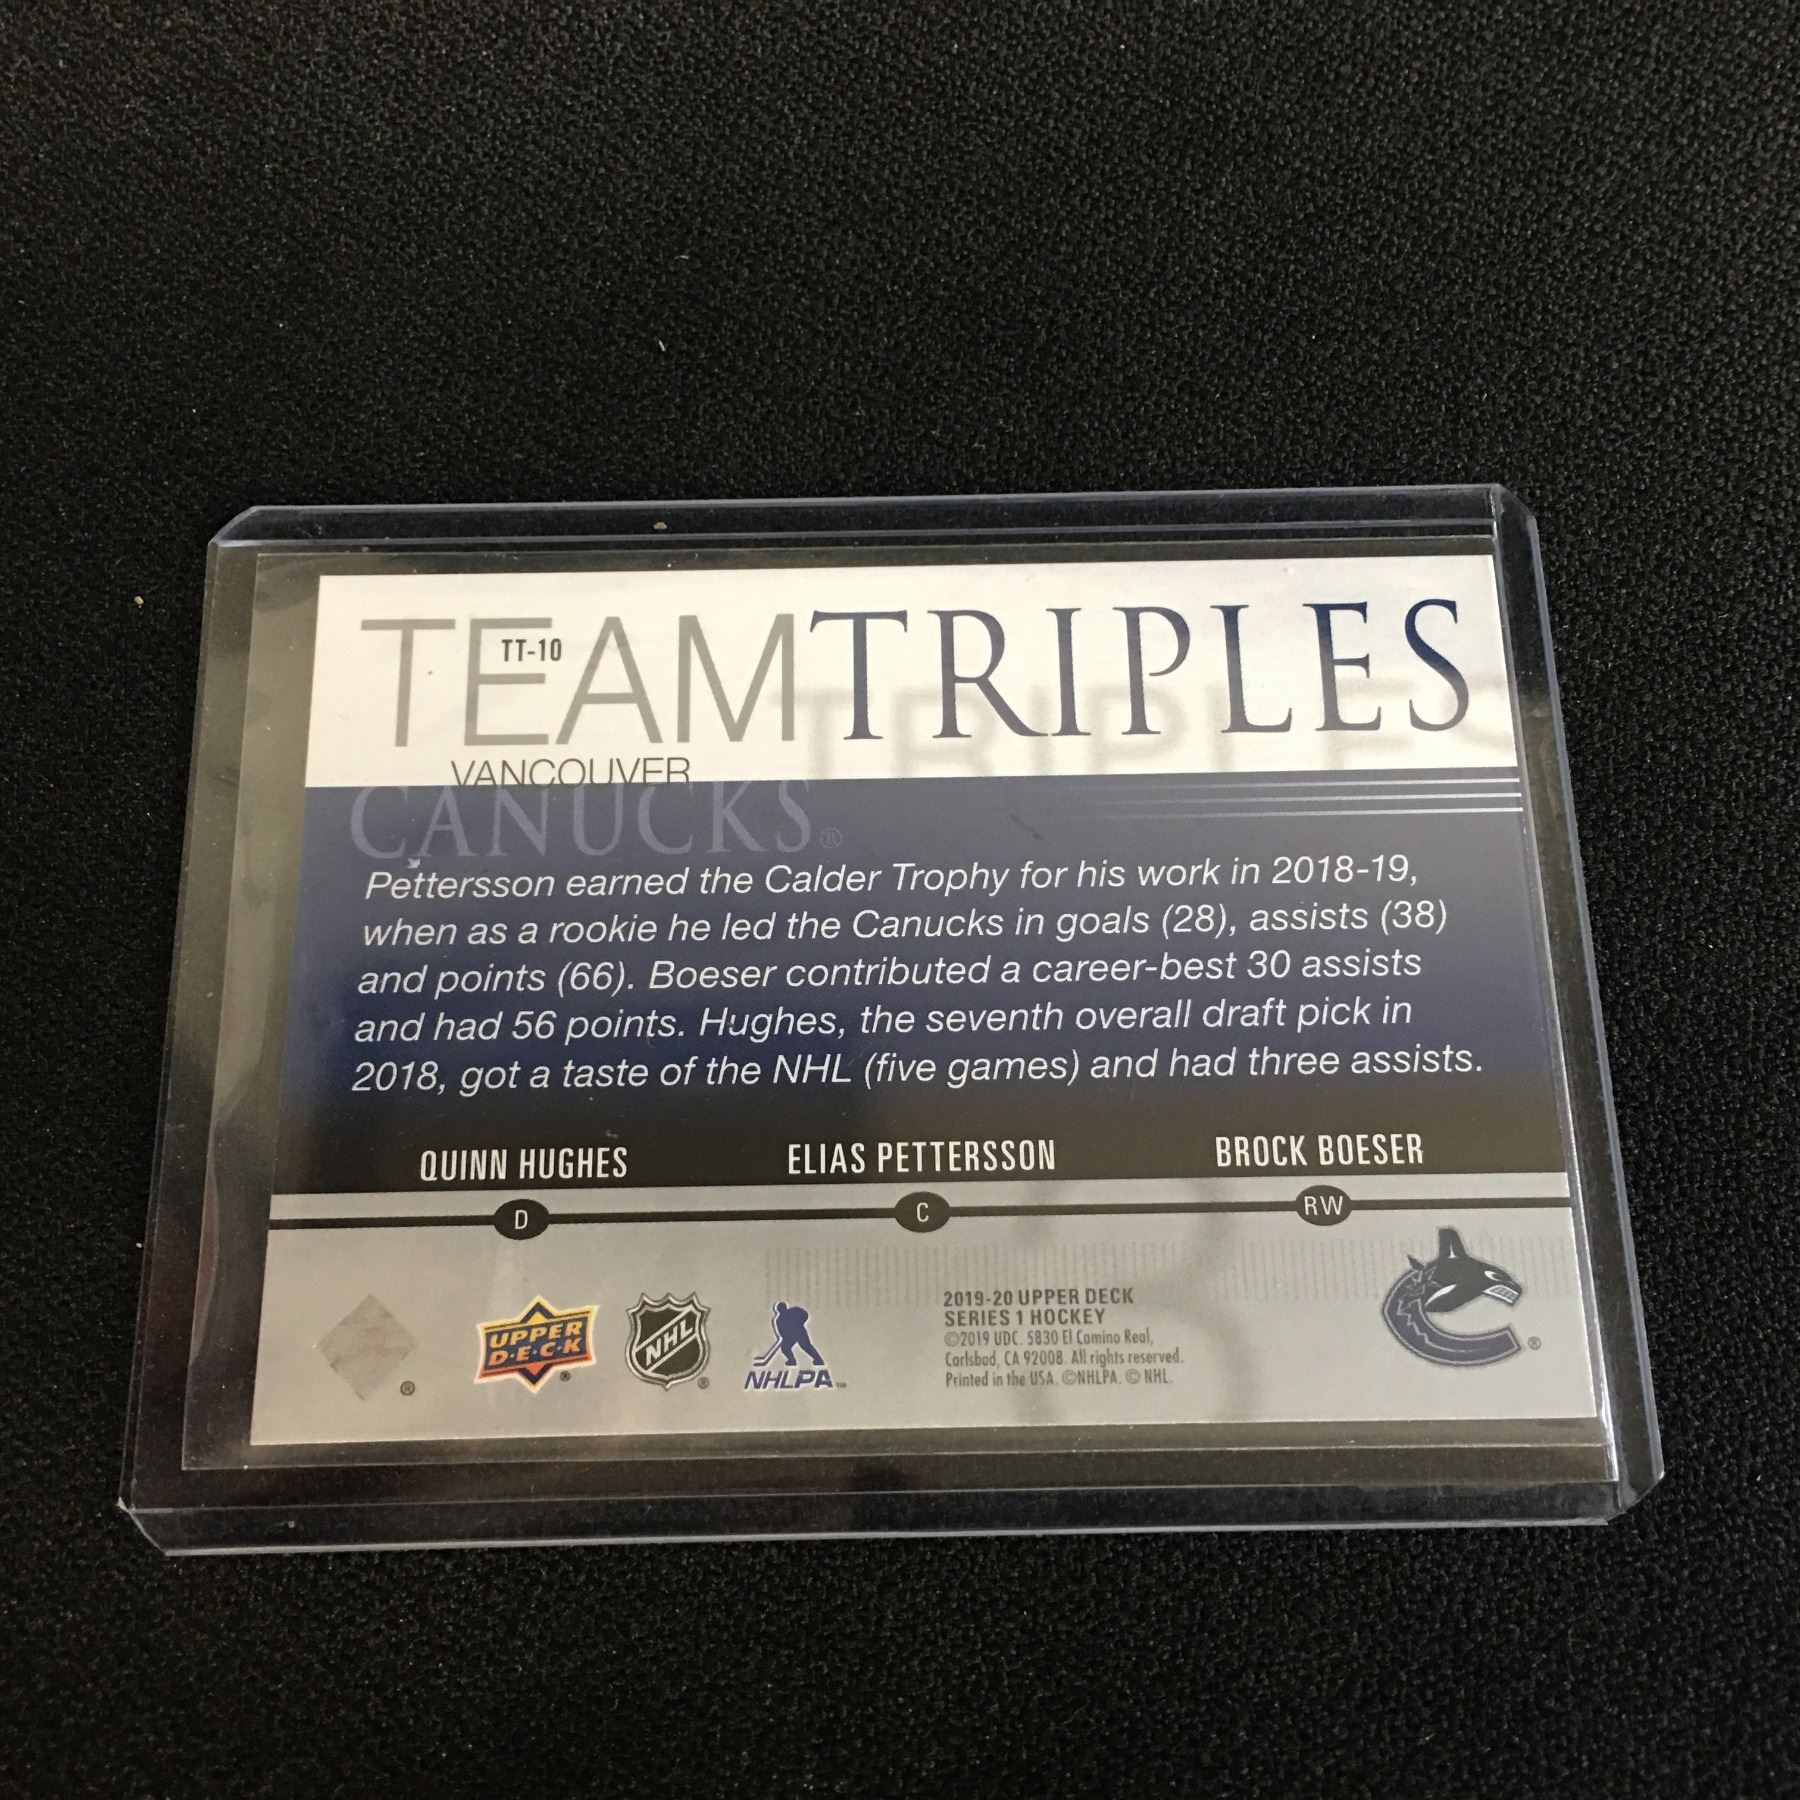 TT-10
TEAM TRIPLES
TRIPLES
VANCOUVER
CANUCKS®
Pettersson earned the Calder Trophy for his work in 2018-19,
when as a rookie he led the Canucks in goals (28), assists (38)
and points (66). Boeser contributed a career-best 30 assists
and had 56 points. Hughes, the seventh overall draft pick in
2018, got a taste of the NHL (five games) and had three assists.
QUINN HUGHES ELIAS PETTERSSON BROCK BOESER
D C RW
®
UPPER
D·E·C·K
®
NHL
®
NHLPA™
2019-20 UPPER DECK
SERIES 1 HOCKEY
©2019 UDC. 5830 El Camino Real,
Carlsbad, CA 92008. All rights reserved.
Printed in the USA. ©NHLPA. © NHL.
®